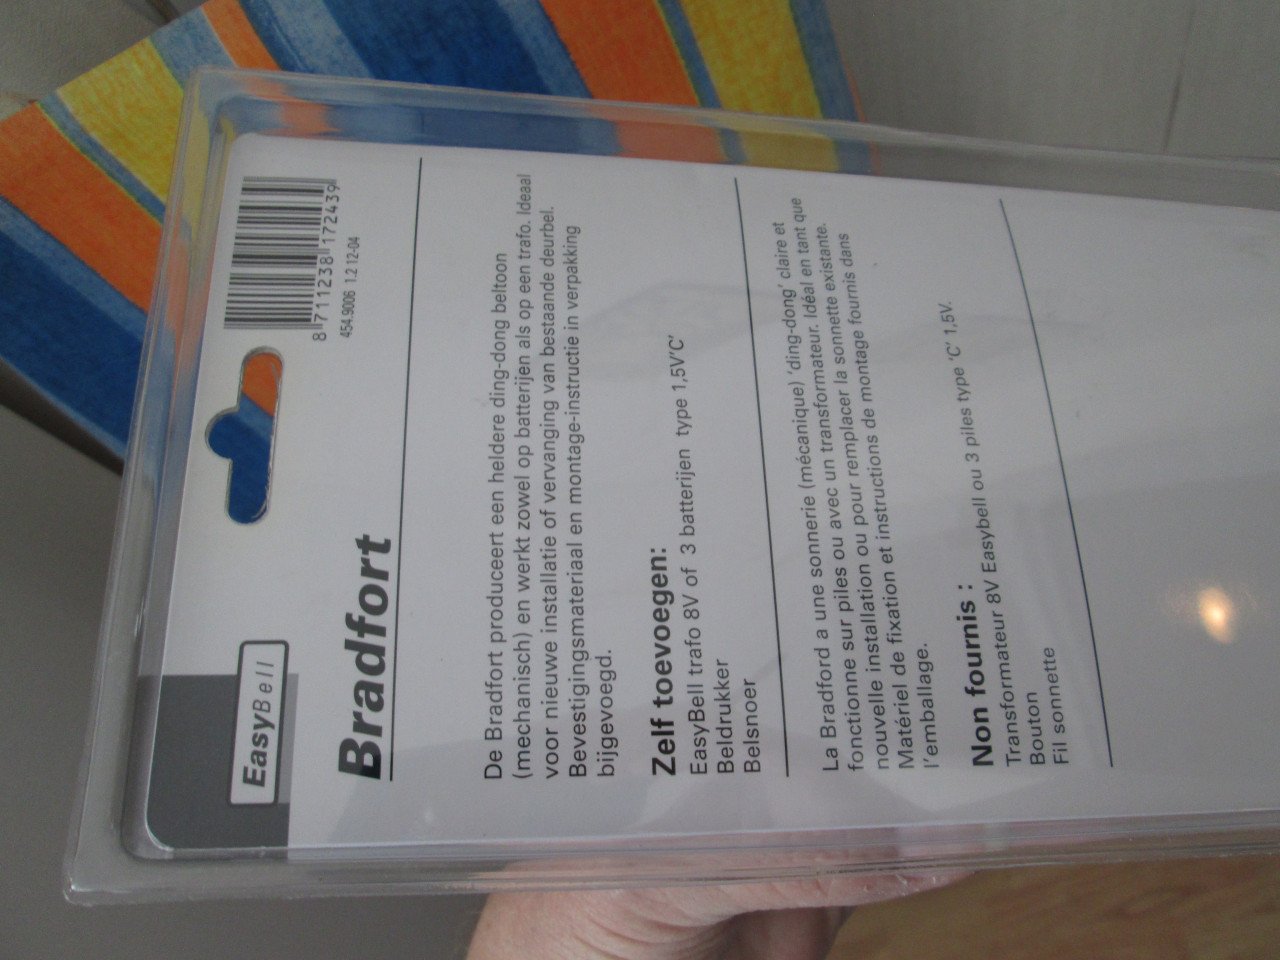 EasyBell
8 711238 172439
454.9006 1.2 12-04
Bradfort
De Bradfort produceert een heldere ding-dong beltoon
(mechanisch) en werkt zowel op batterijen als op een trafo. Ideaal
voor nieuwe installatie of vervanging van bestaande deurbel.
Bevestigingsmateriaal en montage-instructie in verpakking
bijgevoegd.
Zelf toevoegen:
EasyBell trafo 8V of 3 batterijen type 1,5V'C'
Beldrukker
Belsnoer
La Bradford a une sonnerie (mécanique) 'ding-dong' claire et
fonctionne sur piles ou avec un transformateur. Idéal en tant que
nouvelle installation ou pour remplacer la sonnette existante.
Matériel de fixation et instructions de montage fournis dans
l'emballage.
Non fournis :
Transformateur 8V Easybell ou 3 piles type 'C' 1,5V.
Bouton
Fil sonnette